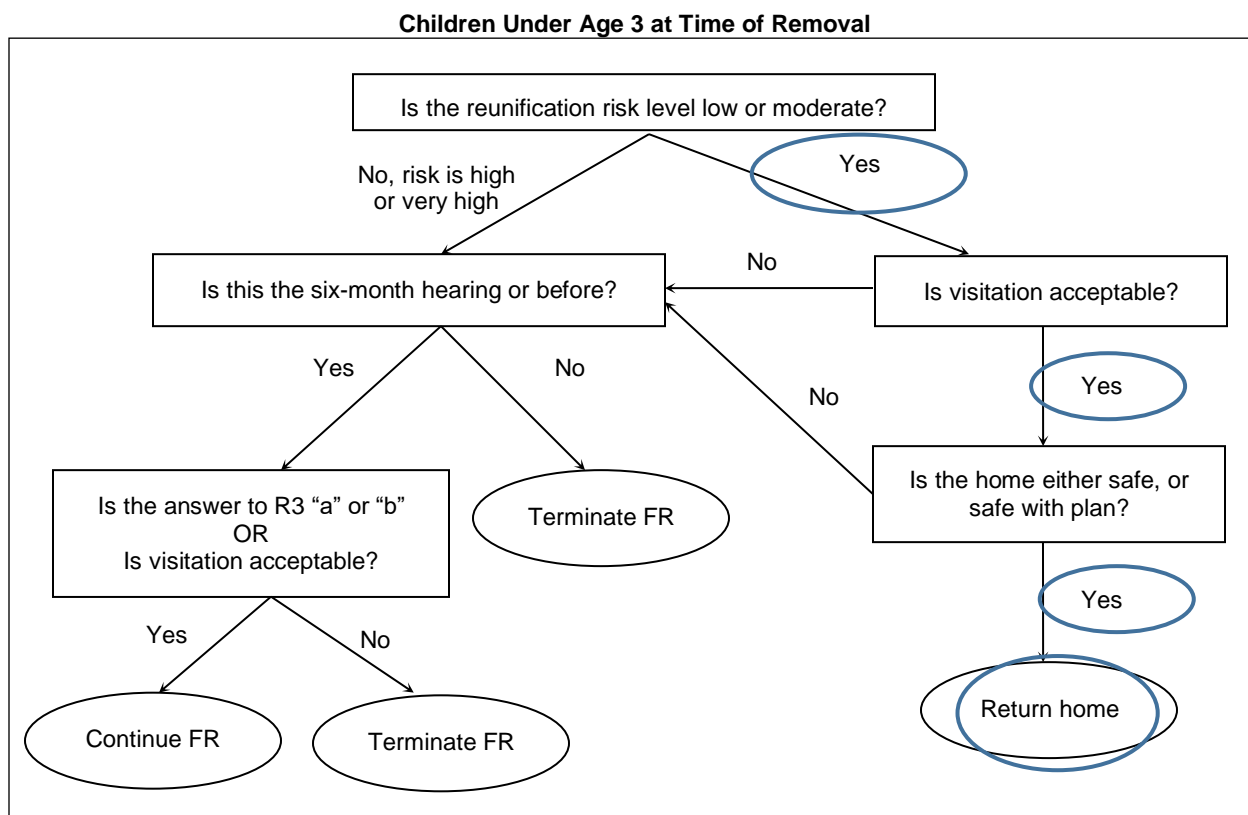 Children Under Age 3 at Time of Removal
Is the reunification risk level low or moderate?
No, risk is high
or very high
Yes
Is this the six-month hearing or before?
No
Is visitation acceptable?
Yes
No
No
Yes
Is the answer to R3 “a” or “b”
OR
Is visitation acceptable?
Terminate FR
Is the home either safe, or
safe with plan?
Yes
No
Yes
Continue FR
Terminate FR
Return home